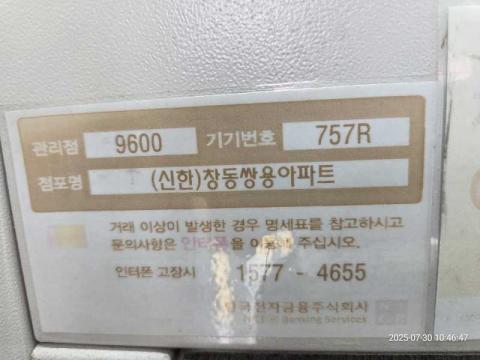 관리점 9600 기기번호 757R
점포명 (신한)창동쌍용아파트
거래 이상이 발생한 경우 명세표를 참고하시고
문의사항은 인터폰을 이용해 주십시오.
인터폰 고장시 1577 - 4655
한국전자금융주식회사
NICE Banking Services
2025-07-30 10:46:47